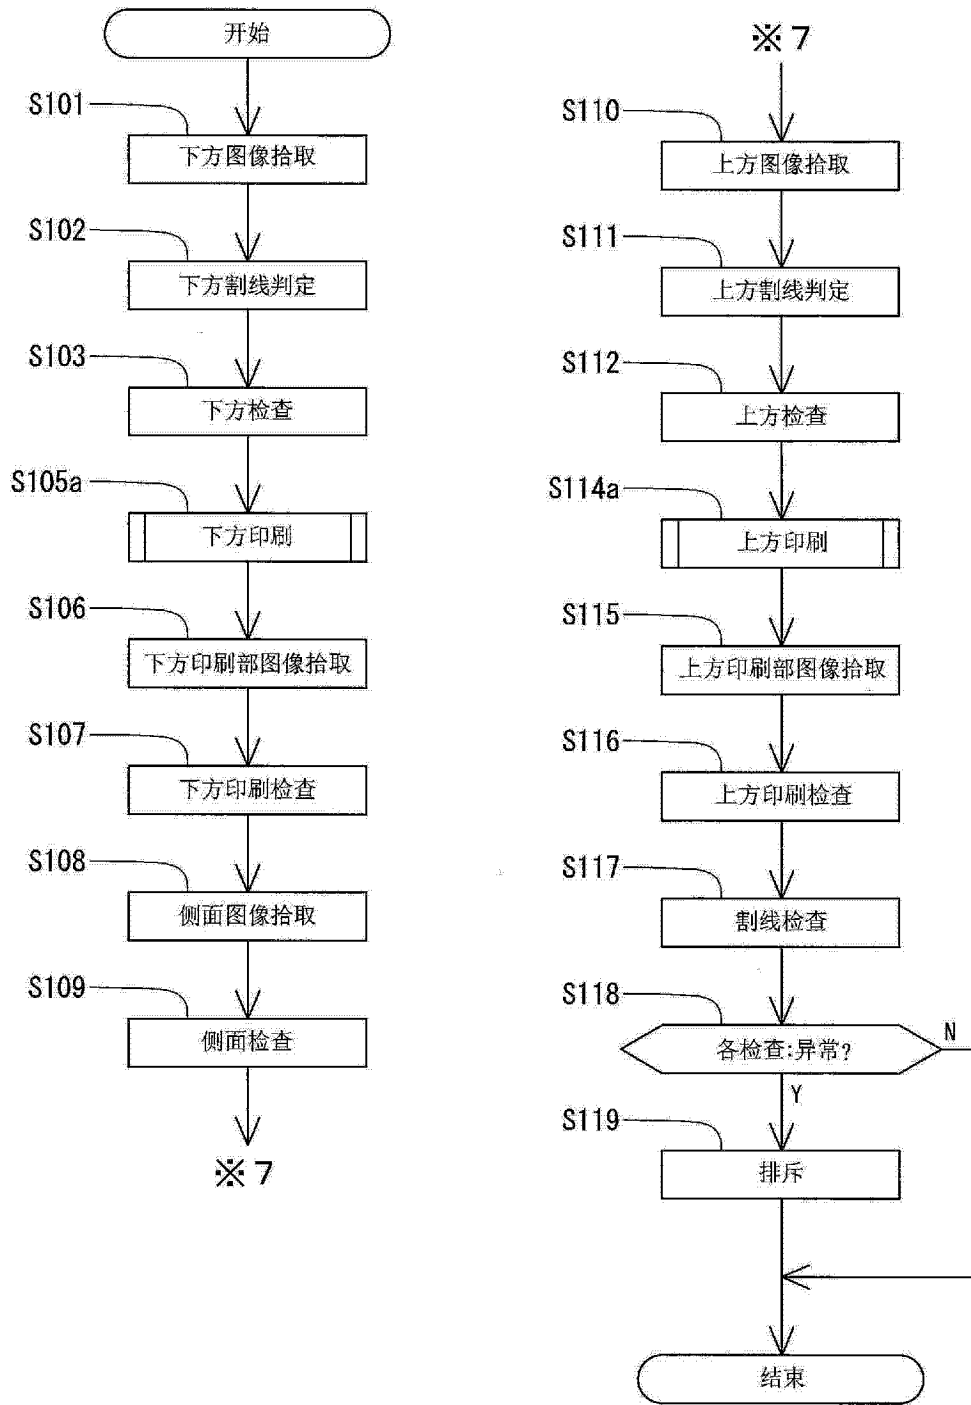 开始
S101
下方图像拾取
S102
下方割线判定
S103
下方检查
S105a
下方印刷
S106
下方印刷部图像拾取
S107
下方印刷检查
S108
侧面图像拾取
S109
侧面检查
※7
※7
S110
上方图像拾取
S111
上方割线判定
S112
上方检查
S114a
上方印刷
S115
上方印刷部图像拾取
S116
上方印刷检查
S117
割线检查
S118
各检查:异常?
N
Y
S119
排斥
结束